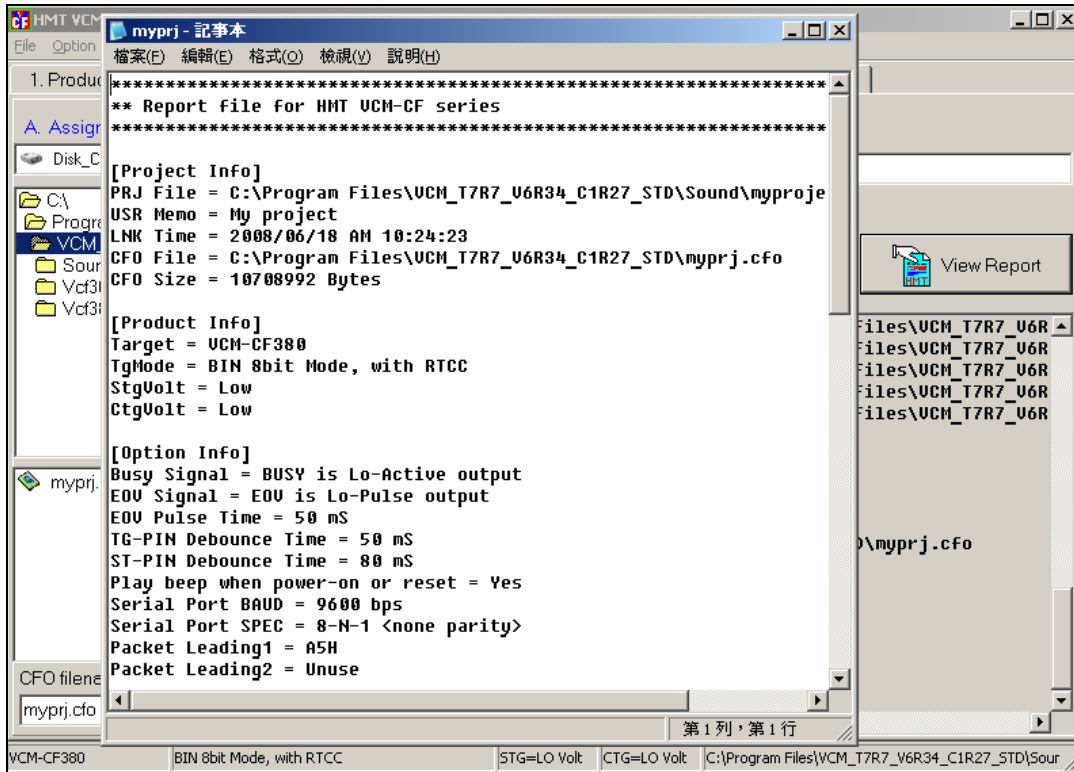 HMT VCM
File Option
1. Produc
A. Assign
Disk_C
C:\
Progra
VCM_
Sour
Vcf3
Vcf3
myprj.
CFO filena
myprj.cfo
myprj - 記事本
檔案(F) 編輯(E) 格式(O) 檢視(V) 說明(H)
******************************************************************
** Report file for HMT VCM-CF series
******************************************************************
[Project Info]
PRJ File = C:\Program Files\VCM_T7R7_V6R34_C1R27_STD\Sound\myproje
USR Memo = My project
LNK Time = 2008/06/18 AM 10:24:23
CFO File = C:\Program Files\VCM_T7R7_V6R34_C1R27_STD\myprj.cfo
CFO Size = 10708992 Bytes
[Product Info]
Target = VCM-CF380
TgMode = BIN 8bit Mode, with RTCC
StgVolt = Low
CtgVolt = Low
[Option Info]
Busy Signal = BUSY is Lo-Active output
EOV Signal = EOV is Lo-Pulse output
EOV Pulse Time = 50 mS
TG-PIN Debounce Time = 50 mS
ST-PIN Debounce Time = 80 mS
Play beep when power-on or reset = Yes
Serial Port BAUD = 9600 bps
Serial Port SPEC = 8-N-1 <none parity>
Packet Leading1 = A5H
Packet Leading2 = Unuse
第 1 列，第 1 行
HMT
View Report
Files\VCM_T7R7_V6R
Files\VCM_T7R7_V6R
Files\VCM_T7R7_V6R
Files\VCM_T7R7_V6R
Files\VCM_T7R7_V6R
\myprj.cfo
VCM-CF380 BIN 8bit Mode, with RTCC STG=LO Volt CTG=LO Volt C:\Program Files\VCM_T7R7_V6R34_C1R27_STD\Sour